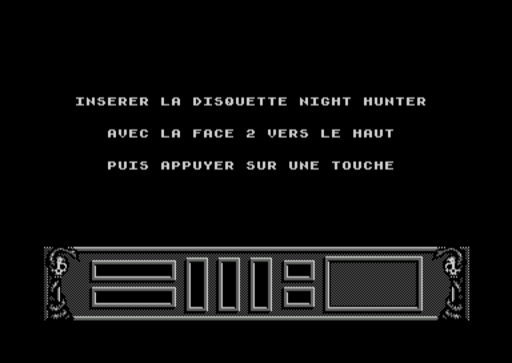 INSERER LA DISQUETTE NIGHT HUNTER
AVEC LA FACE 2 VERS LE HAUT
PUIS APPUYER SUR UNE TOUCHE